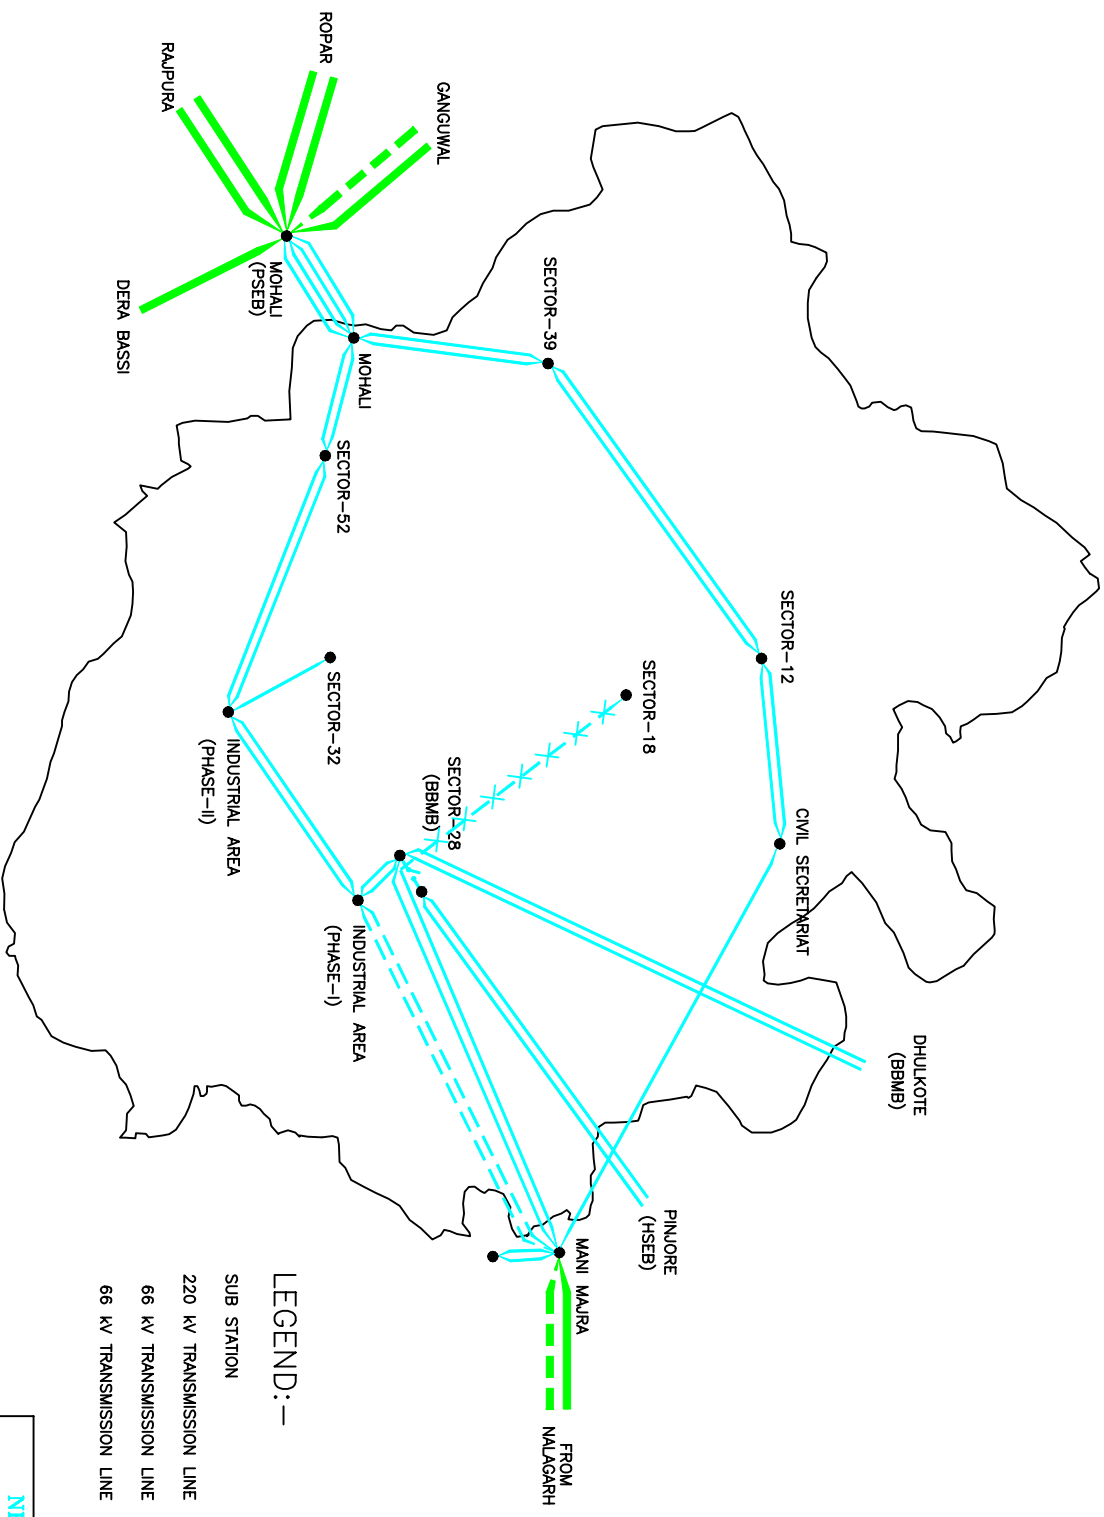 ROPAR
RAJPURA
GANGUWAL
MOHALI
(PSEB)
DERA BASSI
MOHALI
SECTOR-39
SECTOR-52
SECTOR-12
SECTOR-18
SECTOR-32
CIVIL SECRETARIAT
SECTOR-28
(BBMB)
INDUSTRIAL AREA
(PHASE-II)
INDUSTRIAL AREA
(PHASE-I)
DHULKOTE
(BBMB)
PINJORE
(HSEB)
MANI MAJRA
FROM
NALAGARH
LEGEND:-
SUB STATION
220 kV TRANSMISSION LINE
66 kV TRANSMISSION LINE
66 kV TRANSMISSION LINE